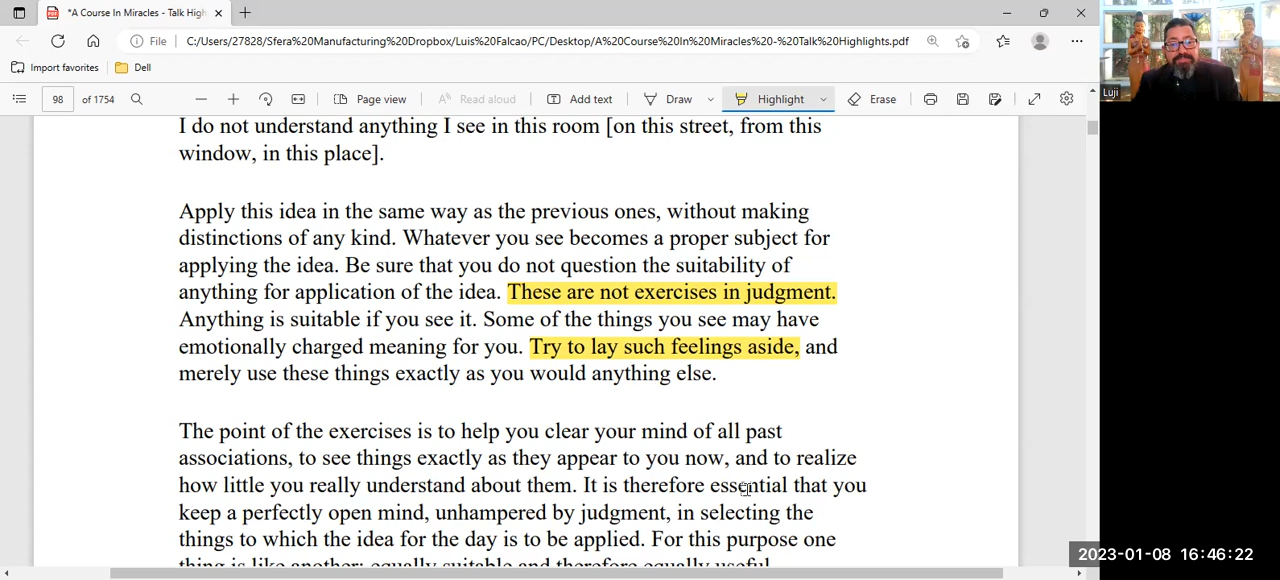 *A Course In Miracles - Talk High
File
C:/Users/27828/Sfera%20Manufacturing%20Dropbox/Luis%20Falcao/PC/Desktop/A%20Course%20In%20Miracles%20-%20Talk%20Highlights.pdf
Import favorites
Dell
98 of 1754
Page view
Read aloud
Add text
Draw
Highlight
Erase
Luji
I do not understand anything I see in this room [on this street, from this
window, in this place].
Apply this idea in the same way as the previous ones, without making
distinctions of any kind. Whatever you see becomes a proper subject for
applying the idea. Be sure that you do not question the suitability of
anything for application of the idea. These are not exercises in judgment.
Anything is suitable if you see it. Some of the things you see may have
emotionally charged meaning for you. Try to lay such feelings aside, and
merely use these things exactly as you would anything else.
The point of the exercises is to help you clear your mind of all past
associations, to see things exactly as they appear to you now, and to realize
how little you really understand about them. It is therefore essential that you
keep a perfectly open mind, unhampered by judgment, in selecting the
things to which the idea for the day is to be applied. For this purpose one
thing is like another; equally suitable and therefore equally useful.
2023-01-08 16:46:22